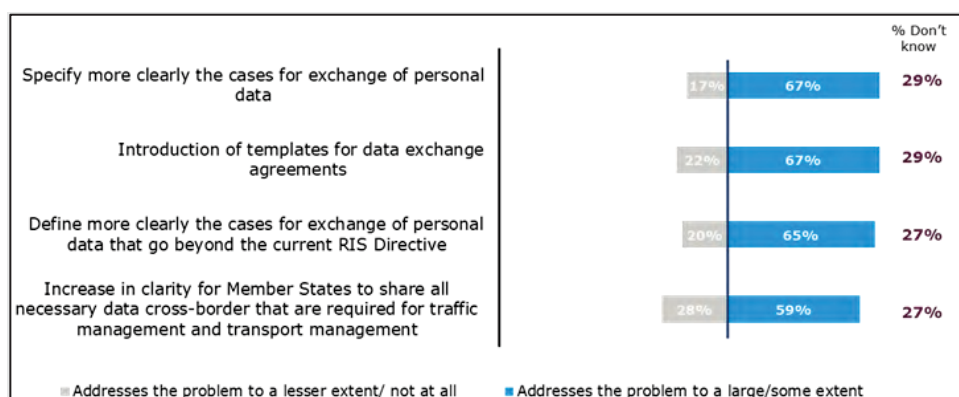 % Don't
know
Specify more clearly the cases for exchange of personal
data
17%
67%
29%
Introduction of templates for data exchange
agreements
22%
67%
29%
Define more clearly the cases for exchange of personal
data that go beyond the current RIS Directive
20%
65%
27%
Increase in clarity for Member States to share all
necessary data cross-border that are required for traffic
management and transport management
28%
59%
27%
Addresses the problem to a lesser extent/ not at all
Addresses the problem to a large/some extent